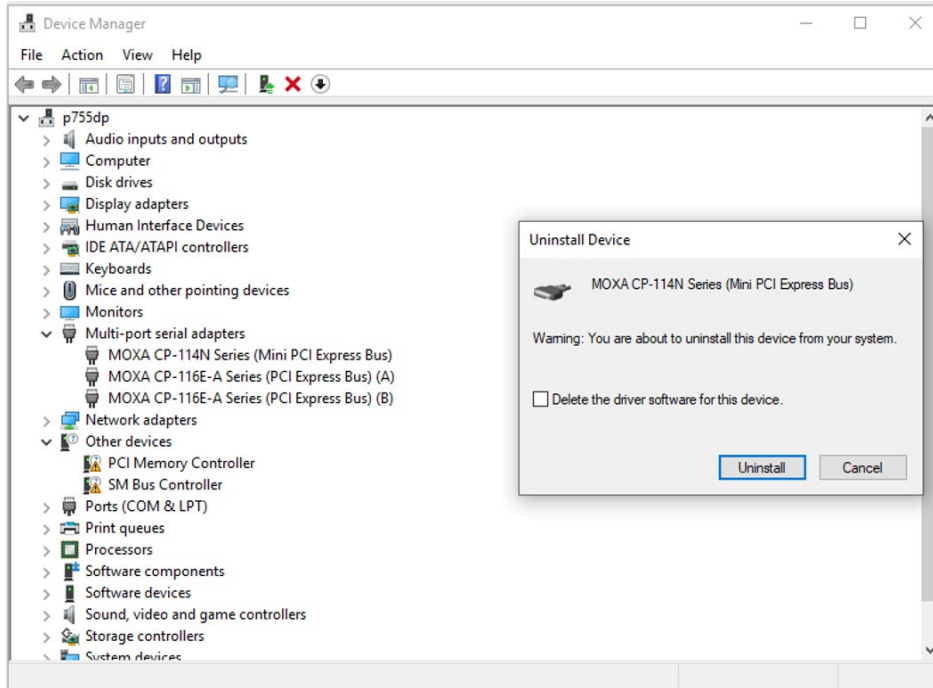 Device Manager
File Action View Help
p755dp
Audio inputs and outputs
Computer
Disk drives
Display adapters
Human Interface Devices
IDE ATA/ATAPI controllers
Keyboards
Mice and other pointing devices
Monitors
Multi-port serial adapters
MOXA CP-114N Series (Mini PCI Express Bus)
MOXA CP-116E-A Series (PCI Express Bus) (A)
MOXA CP-116E-A Series (PCI Express Bus) (B)
Network adapters
Other devices
PCI Memory Controller
SM Bus Controller
Ports (COM & LPT)
Print queues
Processors
Software components
Software devices
Sound, video and game controllers
Storage controllers
System devices
Uninstall Device
MOXA CP-114N Series (Mini PCI Express Bus)
Warning: You are about to uninstall this device from your system.
Delete the driver software for this device.
Uninstall Cancel